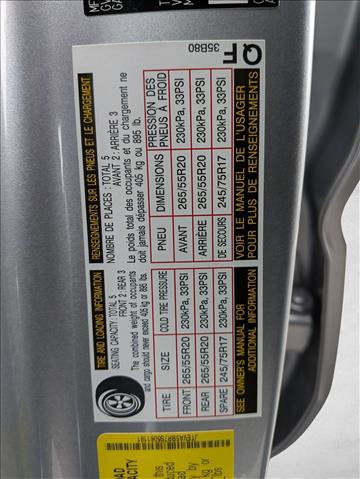 TIRE AND LOADING INFORMATION
SEATING CAPACITY: TOTAL 5
FRONT 2: REAR 3
The combined weight of occupants
and cargo should never exceed 405 kg or 895 lbs.
TIRE SIZE COLD TIRE PRESSURE
FRONT 265/55R20 230kPa, 33PSI
REAR 265/55R20 230kPa, 33PSI
SPARE 245/75R17 230kPa, 33PSI
SEE OWNER'S MANUAL FOR
ADDITIONAL INFORMATION
RENSEIGNEMENTS SUR LES PNEUS ET LE CHARGEMENT
NOMBRE DE PLACES: TOTAL 5
AVANT 2: ARRIÈRE 3
Le poids total des occupants et du chargement ne
doit jamais dépasser 405 kg ou 895 lb.
PNEU DIMENSIONS PRESSION DES
PNEUS À FROID
AVANT 265/55R20 230kPa, 33PSI
ARRIÈRE 265/55R20 230kPa, 33PSI
DE SECOURS 245/75R17 230kPa, 33PSI
VOIR LE MANUEL DE L'USAGER
POUR PLUS DE RENSEIGNEMENTS
35B80
QF